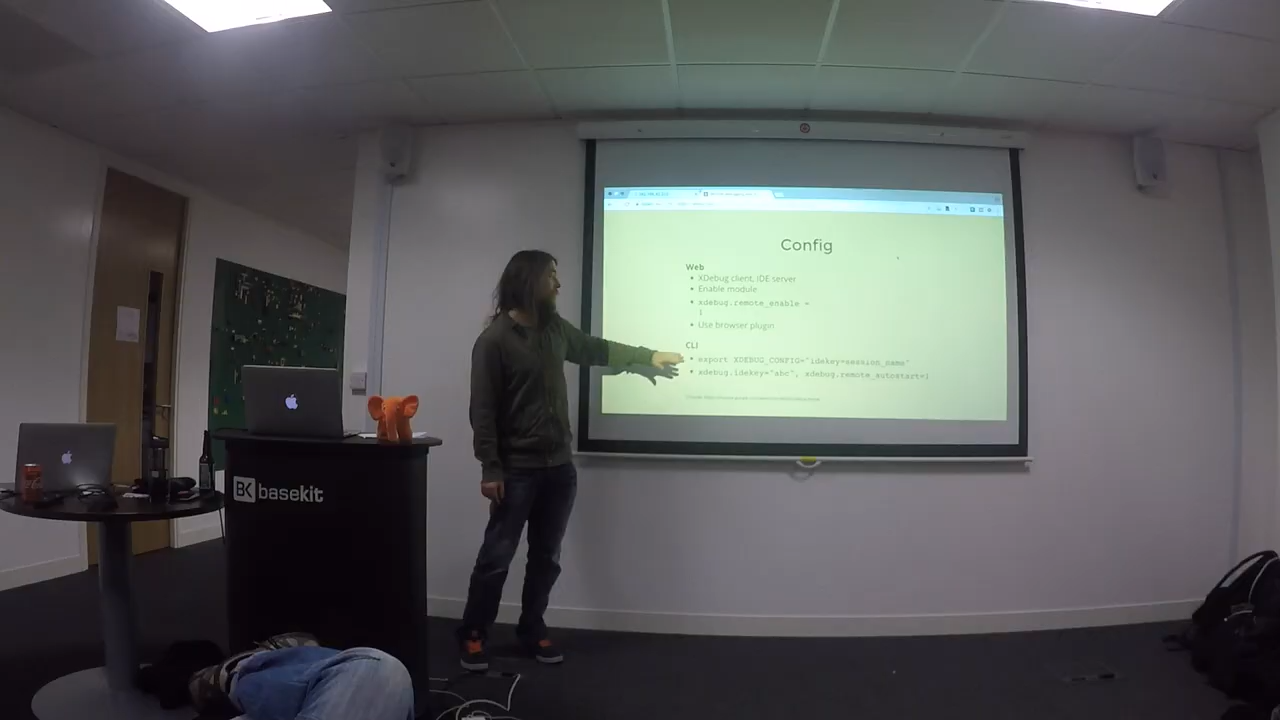 Config
Web
XDebug client, IDE server
Enable module
xdebug.remote_enable =
1
Use browser plugin
CLI
export XDEBUG_CONFIG="idekey=session_name"
xdebug.idekey="abc", xdebug.remote_autostart=1
BK basekit